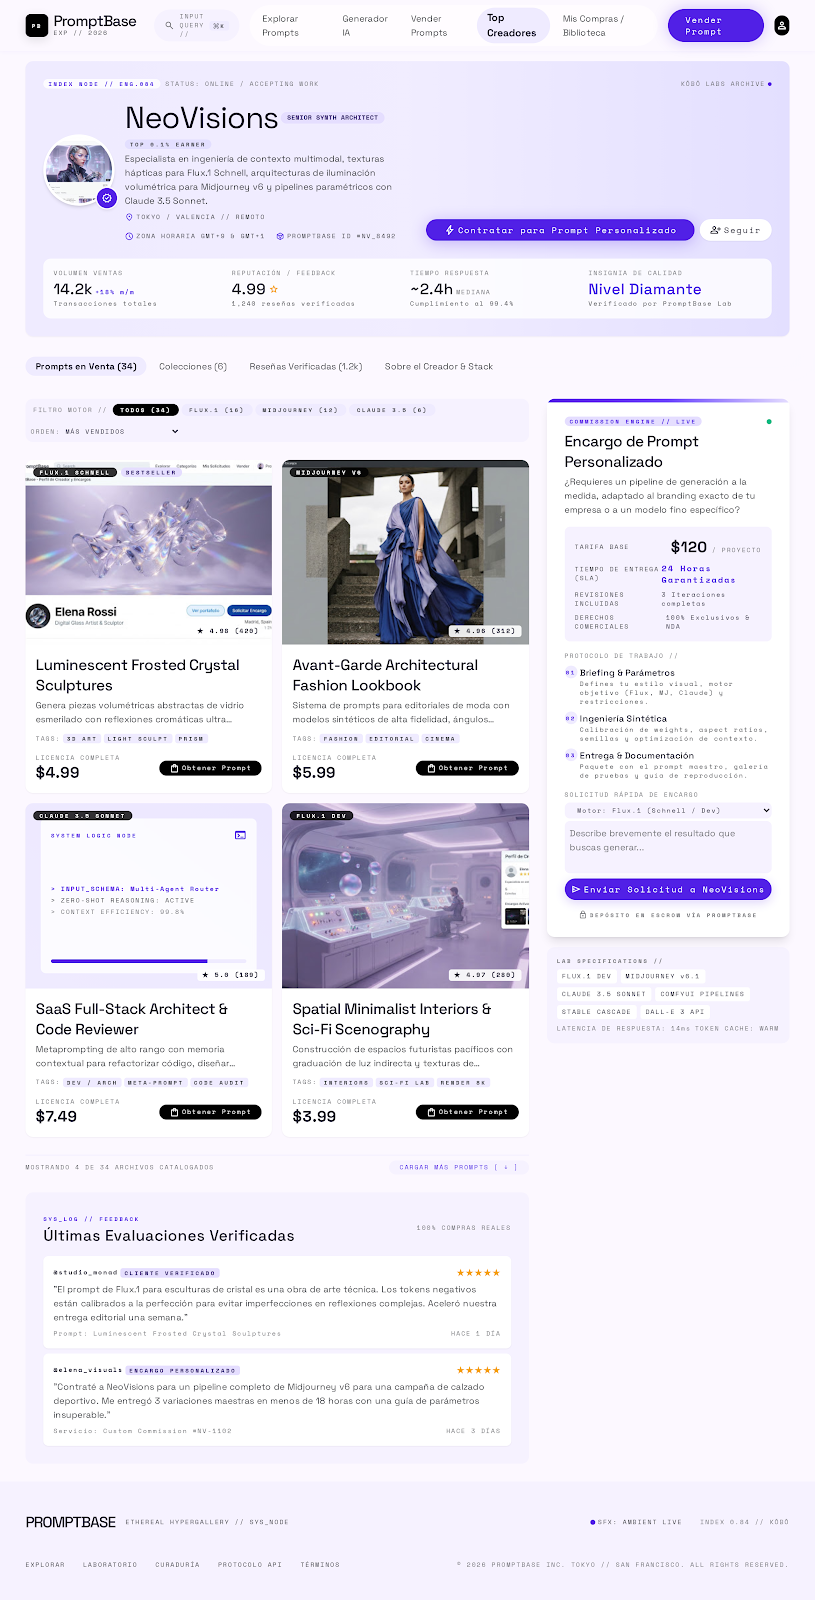 PB
PromptBase
EXP // 2026
INPUT
QUERY
//
⌘K
Explorar
Prompts
Generador
IA
Vender
Prompts
Top
Creadores
Mis Compras /
Biblioteca
Vender
Prompt
INDEX NODE // ENG.004 STATUS: ONLINE / ACCEPTING WORK
KŌBŌ LABS ARCHIVE
NeoVisions SENIOR SYNTH ARCHITECT
TOP 0.1% EARNER
Especialista en ingeniería de contexto multimodal, texturas
hápticas para Flux.1 Schnell, arquitecturas de iluminación
volumétrica para Midjourney v6 y pipelines paramétricos con
Claude 3.5 Sonnet.
TOKYO / VALENCIA // REMOTO
ZONA HORARIA GMT+9 & GMT+1 PROMPTBASE ID #NV_8492
Contratar para Prompt Personalizado
Seguir
VOLUMEN VENTAS
14.2k +18% m/m
Transacciones totales
REPUTACIÓN / FEEDBACK
4.99 ☆
1,240 reseñas verificadas
TIEMPO RESPUESTA
~2.4h MEDIANA
Cumplimiento al 99.4%
INSIGNIA DE CALIDAD
Nivel Diamante
Verificado por PromptBase Lab
Prompts en Venta (34)
Colecciones (6)
Reseñas Verificadas (1.2k)
Sobre el Creador & Stack
FILTRO MOTOR // TODOS (34) FLUX.1 (16) MIDJOURNEY (12) CLAUDE 3.5 (6)
ORDEN: MÁS VENDIDOS
FLUX.1 SCHNELL BESTSELLER
Elena Rossi
Digital Glass Artist & Sculptor
Ver portafolio
Solicitar Encargo
Madrid, Spain
★ 4.98 (420)
Luminescent Frosted Crystal
Sculptures
Genera piezas volumétricas abstractas de vidrio
esmerilado con reflexiones cromáticas ultra…
TAGS: 3D ART LIGHT SCULPT PRISM
LICENCIA COMPLETA
$4.99
Obtener Prompt
MIDJOURNEY V6
★ 4.96 (312)
Avant-Garde Architectural
Fashion Lookbook
Sistema de prompts para editoriales de moda con
modelos sintéticos de alta fidelidad, ángulos…
TAGS: FASHION EDITORIAL CINEMA
LICENCIA COMPLETA
$5.99
Obtener Prompt
CLAUDE 3.5 SONNET
SYSTEM LOGIC NODE
> INPUT_SCHEMA: Multi-Agent Router
> ZERO-SHOT REASONING: ACTIVE
> CONTEXT EFFICIENCY: 99.8%
★ 5.0 (189)
SaaS Full-Stack Architect &
Code Reviewer
Metaprompting de alto rango con memoria
contextual para refactorizar código, diseñar…
TAGS: DEV / ARCH META-PROMPT CODE AUDIT
LICENCIA COMPLETA
$7.49
Obtener Prompt
FLUX.1 DEV
★ 4.97 (280)
Spatial Minimalist Interiors &
Sci-Fi Scenography
Construcción de espacios futuristas pacíficos con
graduación de luz indirecta y texturas de…
TAGS: INTERIORS SCI-FI LAB RENDER 8K
LICENCIA COMPLETA
$3.99
Obtener Prompt
MOSTRANDO 4 DE 34 ARCHIVOS CATALOGADOS
CARGAR MÁS PROMPTS [ ↓ ]
SYS_LOG // FEEDBACK
Últimas Evaluaciones Verificadas
100% COMPRAS REALES
@studio_monad CLIENTE VERIFICADO
★★★★★
"El prompt de Flux.1 para esculturas de cristal es una obra de arte técnica. Los tokens negativos
están calibrados a la perfección para evitar imperfecciones en reflexiones complejas. Aceleró nuestra
entrega editorial una semana."
Prompt: Luminescent Frosted Crystal Sculptures
HACE 1 DÍA
@elena_visuals ENCARGO PERSONALIZADO
★★★★★
"Contraté a NeoVisions para un pipeline completo de Midjourney v6 para una campaña de calzado
deportivo. Me entregó 3 variaciones maestras en menos de 18 horas con una guía de parámetros
insuperable."
Servicio: Custom Commission #NV-1102
HACE 3 DÍAS
COMMISSION ENGINE // LIVE
Encargo de Prompt
Personalizado
¿Requieres un pipeline de generación a la
medida, adaptado al branding exacto de tu
empresa o a un modelo fino específico?
TARIFA BASE
$120 / PROYECTO
TIEMPO DE ENTREGA
(SLA)
24 Horas
Garantizadas
REVISIONES
INCLUIDAS
3 Iteraciones
completas
DERECHOS
COMERCIALES
100% Exclusivos &
NDA
PROTOCOLO DE TRABAJO //
01 Briefing & Parámetros
Defines tu estilo visual, motor
objetivo (Flux, MJ, Claude) y
restricciones.
02 Ingeniería Sintética
Calibración de weights, aspect ratios,
semillas y optimización de contexto.
03 Entrega & Documentación
Paquete con el prompt maestro, galería
de pruebas y guía de reproducción.
SOLICITUD RÁPIDA DE ENCARGO
Motor: Flux.1 (Schnell / Dev)
Describe brevemente el resultado que
buscas generar...
Enviar Solicitud a NeoVisions
DEPÓSITO EN ESCROW VÍA PROMPTBASE
LAB SPECIFICATIONS //
FLUX.1 DEV MIDJOURNEY v6.1
CLAUDE 3.5 SONNET COMFYUI PIPELINES
STABLE CASCADE DALL-E 3 API
LATENCIA DE RESPUESTA: 14ms TOKEN CACHE: WARM
PROMPTBASE ETHEREAL HYPERGALLERY // SYS_NODE
SFX: AMBIENT LIVE INDEX 0.04 // KŌBŌ
EXPLORAR LABORATORIO CURADURÍA PROTOCOLO API TÉRMINOS
© 2026 PROMPTBASE INC. TOKYO // SAN FRANCISCO. ALL RIGHTS RESERVED.